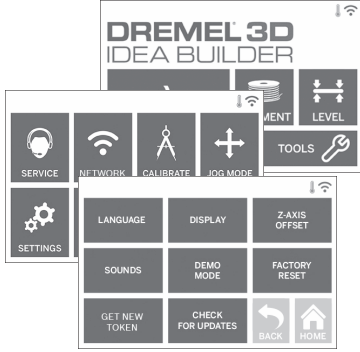 DREMEL® 3D
IDEA BUILDER
LEVEL
TOOLS
SERVICE
NETWORK
CALIBRATE
JOG MODE
SETTINGS
LANGUAGE
DISPLAY
Z-AXIS
OFFSET
SOUNDS
DEMO
MODE
FACTORY
RESET
GET NEW
TOKEN
CHECK
FOR UPDATES
BACK
HOME